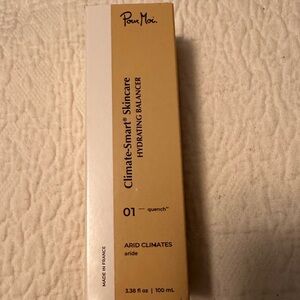 Pour Moi.
Climate-Smart® Skincare
HYDRATING BALANCER
01 — quench™
ARID CLIMATES
aride
3.38 fl oz | 100 mL
MADE IN FRANCE